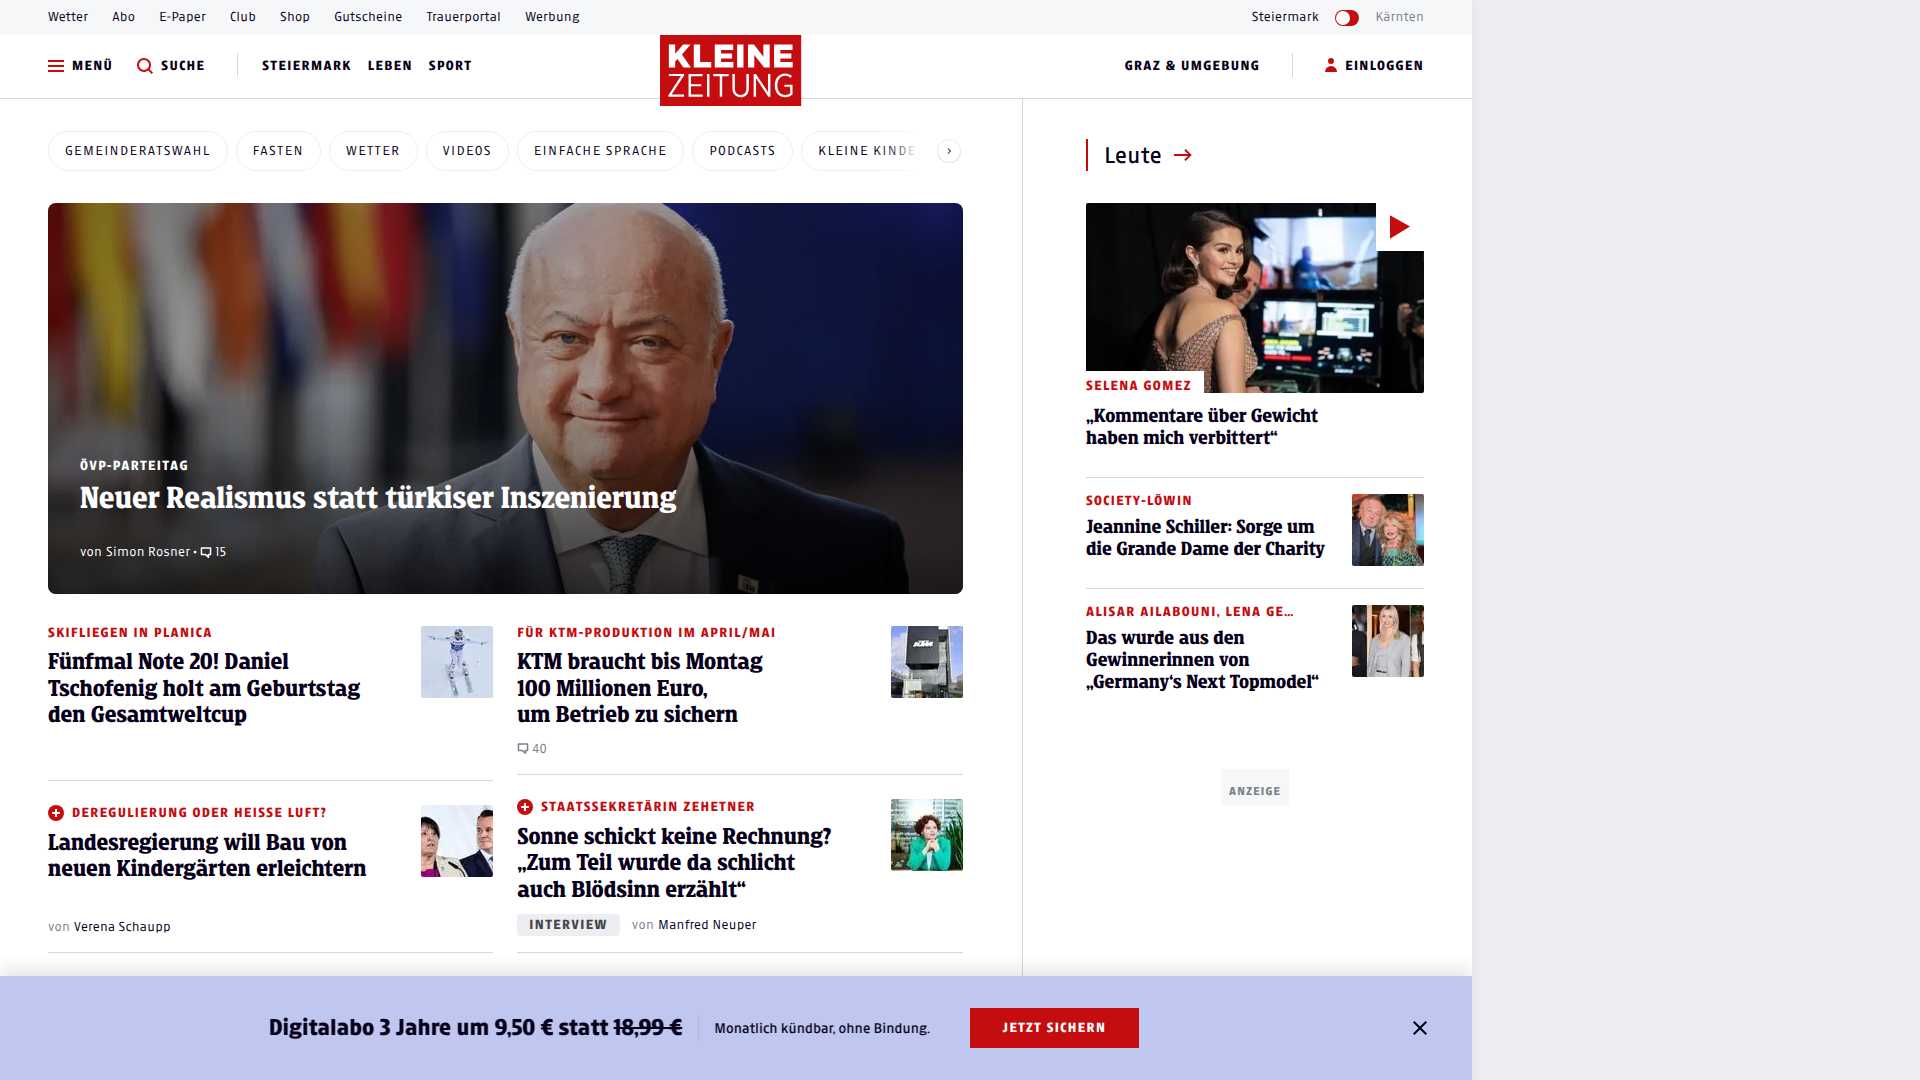 Wetter Abo E-Paper Club Shop Gutscheine Trauerportal Werbung Steiermark Kärnten
MENÜ SUCHE STEIERMARK LEBEN SPORT KLEINE ZEITUNG GRAZ & UMGEBUNG EINLOGGEN
GEMEINDERATSWAHL FASTEN WETTER VIDEOS EINFACHE SPRACHE PODCASTS KLEINE KINDE
ÖVP-PARTEITAG
Neuer Realismus statt türkiser Inszenierung
von Simon Rosner • 15
SKIFLIEGEN IN PLANICA
Fünfmal Note 20! Daniel
Tschofenig holt am Geburtstag
den Gesamtweltcup
FÜR KTM-PRODUKTION IM APRIL/MAI
KTM braucht bis Montag
100 Millionen Euro,
um Betrieb zu sichern
40
DEREGULIERUNG ODER HEISSE LUFT?
Landesregierung will Bau von
neuen Kindergärten erleichtern
von Verena Schaupp
STAATSSEKRETÄRIN ZEHETNER
Sonne schickt keine Rechnung?
„Zum Teil wurde da schlicht
auch Blödsinn erzählt“
INTERVIEW von Manfred Neuper
Leute
SELENA GOMEZ
„Kommentare über Gewicht
haben mich verbittert“
SOCIETY-LÖWIN
Jeannine Schiller: Sorge um
die Grande Dame der Charity
ALISAR AILABOUNI, LENA GE...
Das wurde aus den
Gewinnerinnen von
„Germany‘s Next Topmodel“
ANZEIGE
Digitalabo 3 Jahre um 9,50 € statt 18,99 € Monatlich kündbar, ohne Bindung. JETZT SICHERN